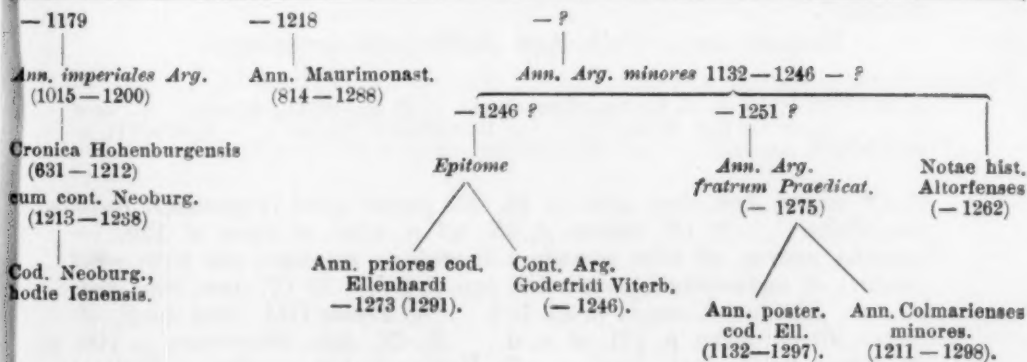 — 1179
Ann. imperiales Arg.
(1015—1200)
Cronica Hohenburgensis
(631—1212)
cum cont. Neoburg.
(1213—1238)
Cod. Neoburg.,
hodie Ienensis.
— 1218
Ann. Maurimonast.
(814—1288)
— ?
Ann. Arg. minores 1132—1246 — ?
—1246 ?
Epitome
Ann. priores cod.
Ellenhardi
—1273 (1291).
Cont. Arg.
Godefridi Viterb.
(— 1246).
—1251 ?
Ann. Arg.
fratrum Praedicat.
(— 1275)
Ann. poster.
cod. Ell.
(1132—1297).
Ann. Colmarienses
minores.
(1211 — 1298).
Notae hist.
Altorfenses
(— 1262)